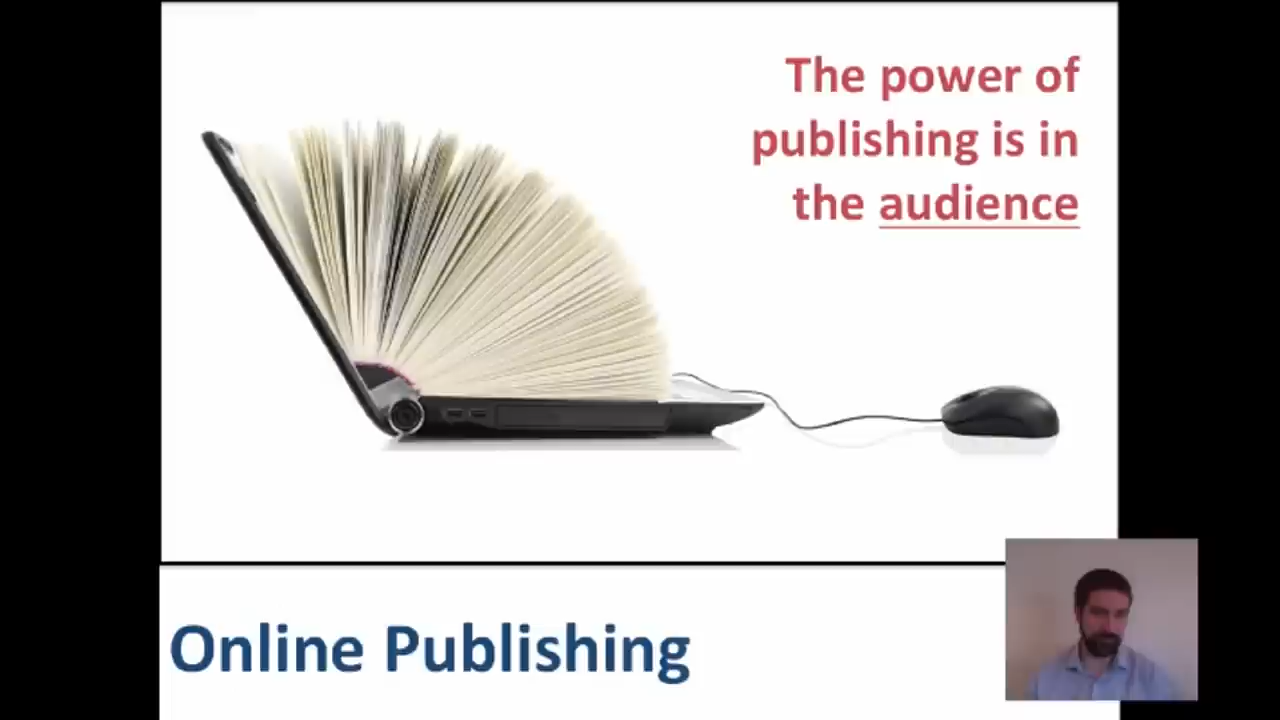 The power of
publishing is in
the audience
Online Publishing